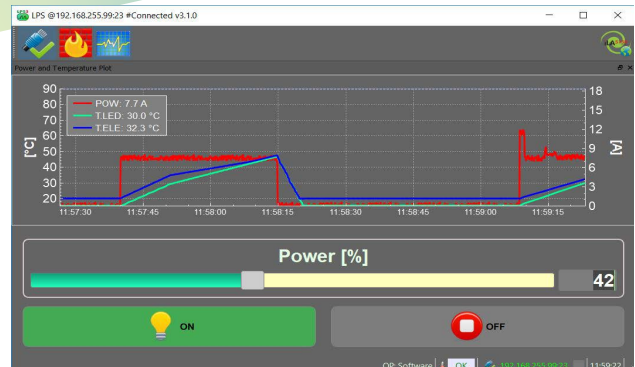 LPS @192.168.255.99:23 #Connected v3.1.0
Power and Temperature Plot
90
80
70
60
50
40
30
20
[°C]
POW: 7.7 A
T.LED: 30.0 °C
T.ELE: 32.3 °C
18
15
12
9
6
3
0
[A]
11:57:30 11:57:45 11:58:00 11:58:15 11:58:30 11:58:45 11:59:00 11:59:15
Power [%]
42
ON
OFF
OP: Software OK 192.168.255.99:23 11:59:22